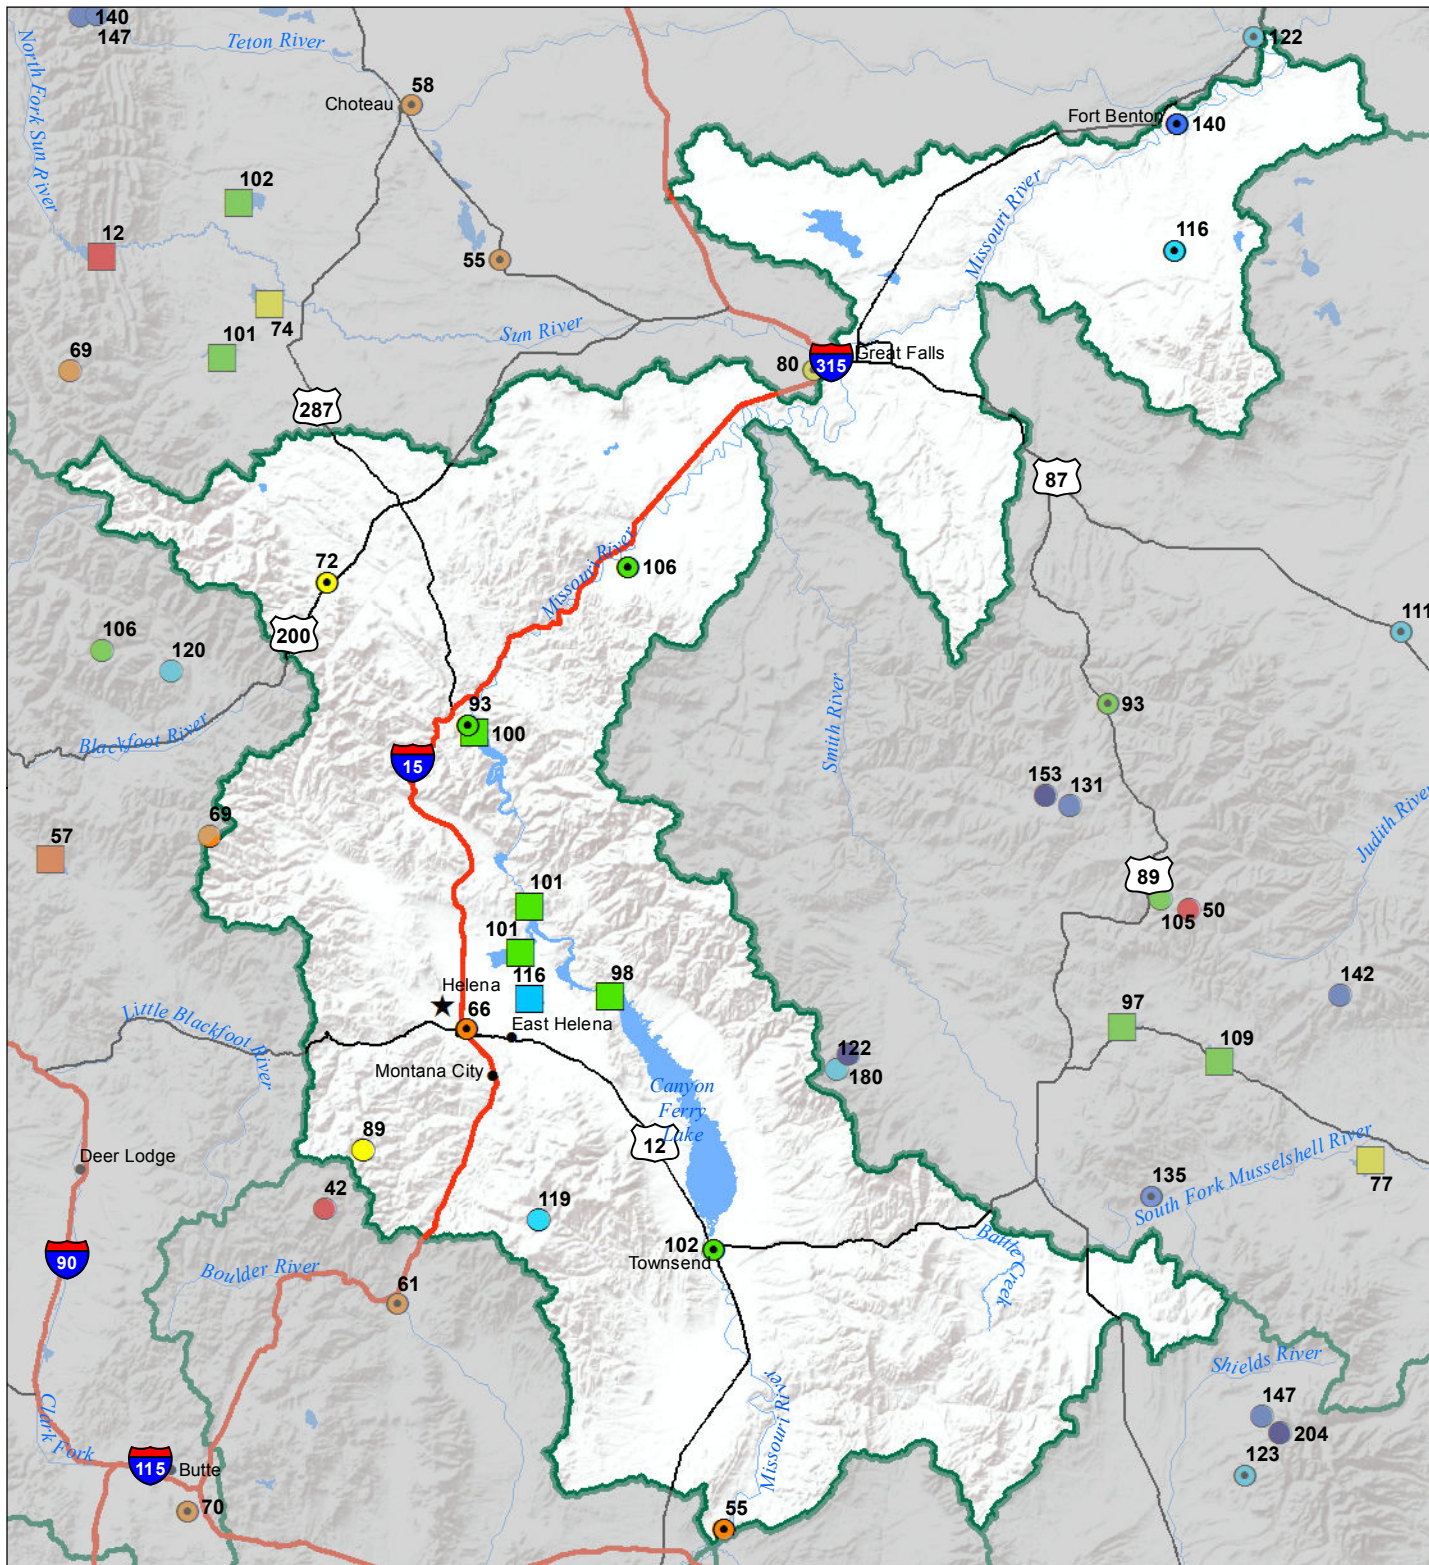 140
147
Teton River
122
North Fork Sun River
58
Choteau
Fort Benton
140
102
Missouri River
12
116
55
74
101
Sun River
69
80
315
Great Falls
287
87
72
Missouri River
106
200
106
120
111
93
93
100
Blackfoot River
Smith River
15
153
131
Judith River
69
57
89
101
105
50
101
116
98
142
Helena
66
East Helena
Little Blackfoot River
97
109
122
180
Montana City
Canyon
Ferry
Lake
12
89
Deer Lodge
South Fork Musselshell River
77
135
42
119
102
Townsend
Battle Creek
90
Boulder River
61
Shields River
Missouri River
147
204
123
Clark Fork
115
Butte
70
55